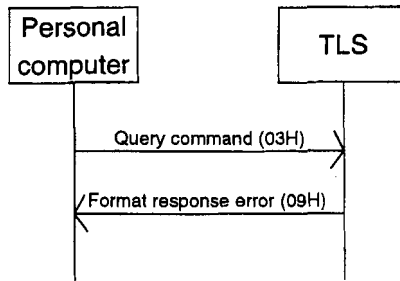 Personal
computer
TLS
Query command (03H)
Format response error (09H)